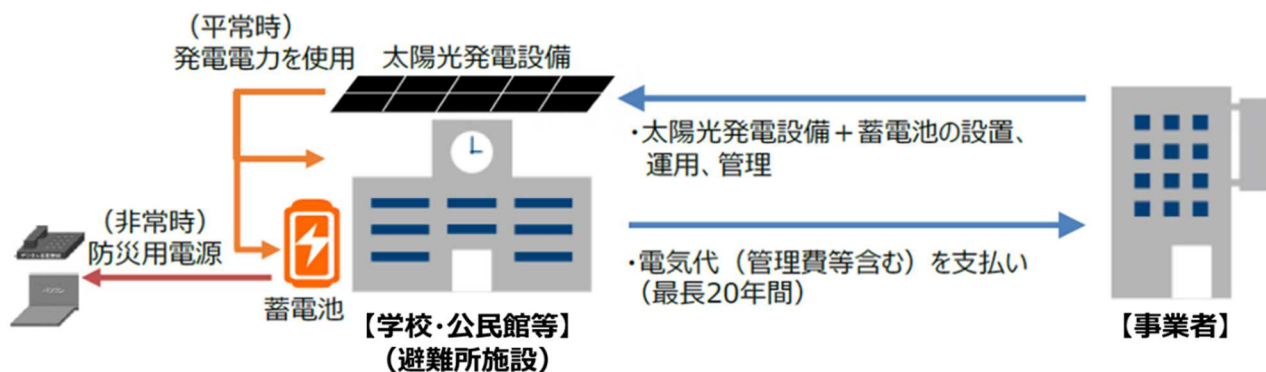 (平常時)
発電電力を使用
太陽光発電設備
・太陽光発電設備＋蓄電池の設置、
運用、管理
(非常時)
防災用電源
蓄電池
・電気代（管理費等含む）を支払い
（最長20年間）
【学校・公民館等】
（避難所施設）
【事業者】